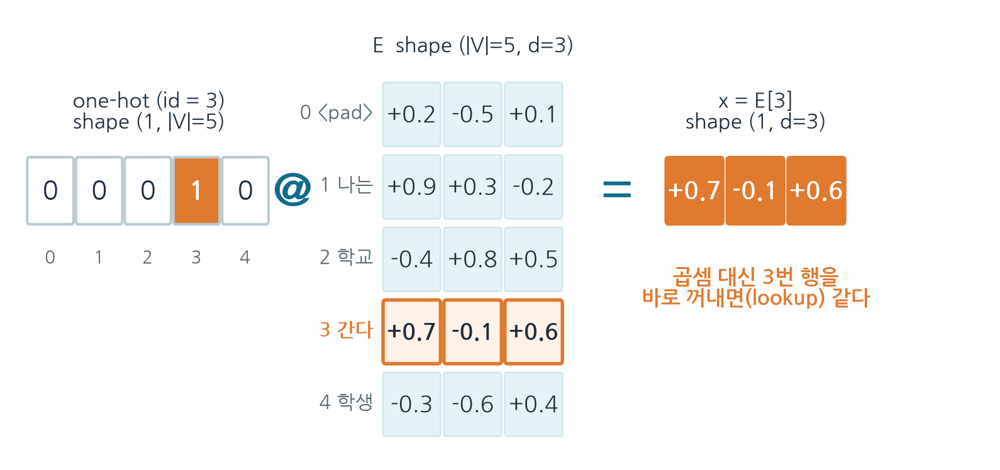 E shape (|V|=5, d=3)
one-hot (id = 3)
shape (1, |V|=5)
0 0 0 1 0
0 1 2 3 4
@
0 <pad> +0.2 -0.5 +0.1
1 나는 +0.9 +0.3 -0.2
2 학교 -0.4 +0.8 +0.5
3 간다 +0.7 -0.1 +0.6
4 학생 -0.3 -0.6 +0.4
=
x = E[3]
shape (1, d=3)
+0.7 -0.1 +0.6
곱셈 대신 3번 행을
바로 꺼내면(lookup) 같다